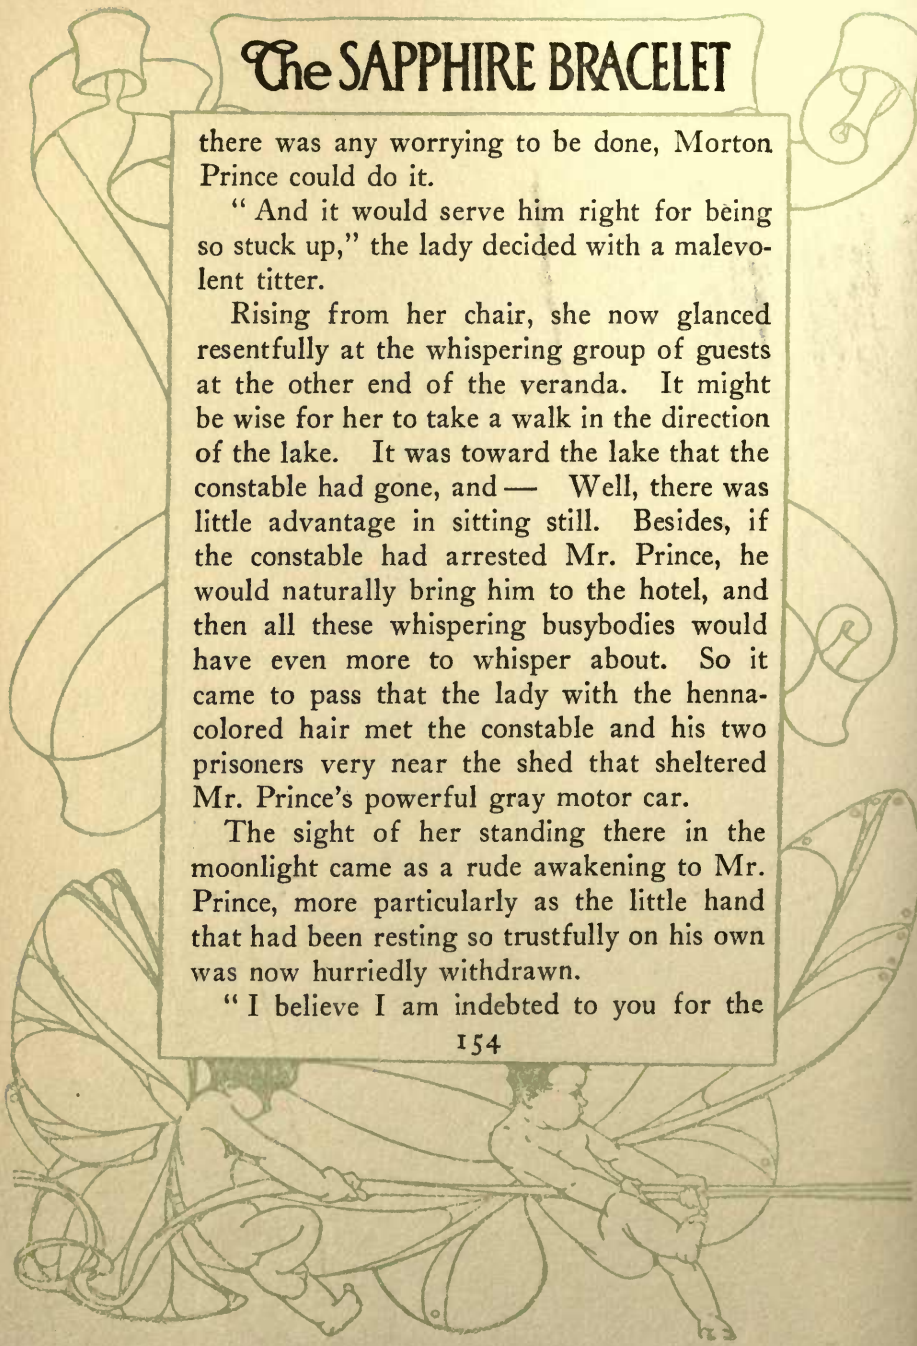 The SAPPHIRE BRACELET
there was any worrying to be done, Morton
Prince could do it.
“ And it would serve him right for being
so stuck up,” the lady decided with a malevo-
lent titter.
Rising from her chair, she now glanced
resentfully at the whispering group of guests
at the other end of the veranda. It might
be wise for her to take a walk in the direction
of the lake. It was toward the lake that the
constable had gone, and — Well, there was
little advantage in sitting still. Besides, if
the constable had arrested Mr. Prince, he
would naturally bring him to the hotel, and
then all these whispering busybodies would
have even more to whisper about. So it
came to pass that the lady with the henna-
colored hair met the constable and his two
prisoners very near the shed that sheltered
Mr. Prince’s powerful gray motor car.
The sight of her standing there in the
moonlight came as a rude awakening to Mr.
Prince, more particularly as the little hand
that had been resting so trustfully on his own
was now hurriedly withdrawn.
“ I believe I am indebted to you for the
154